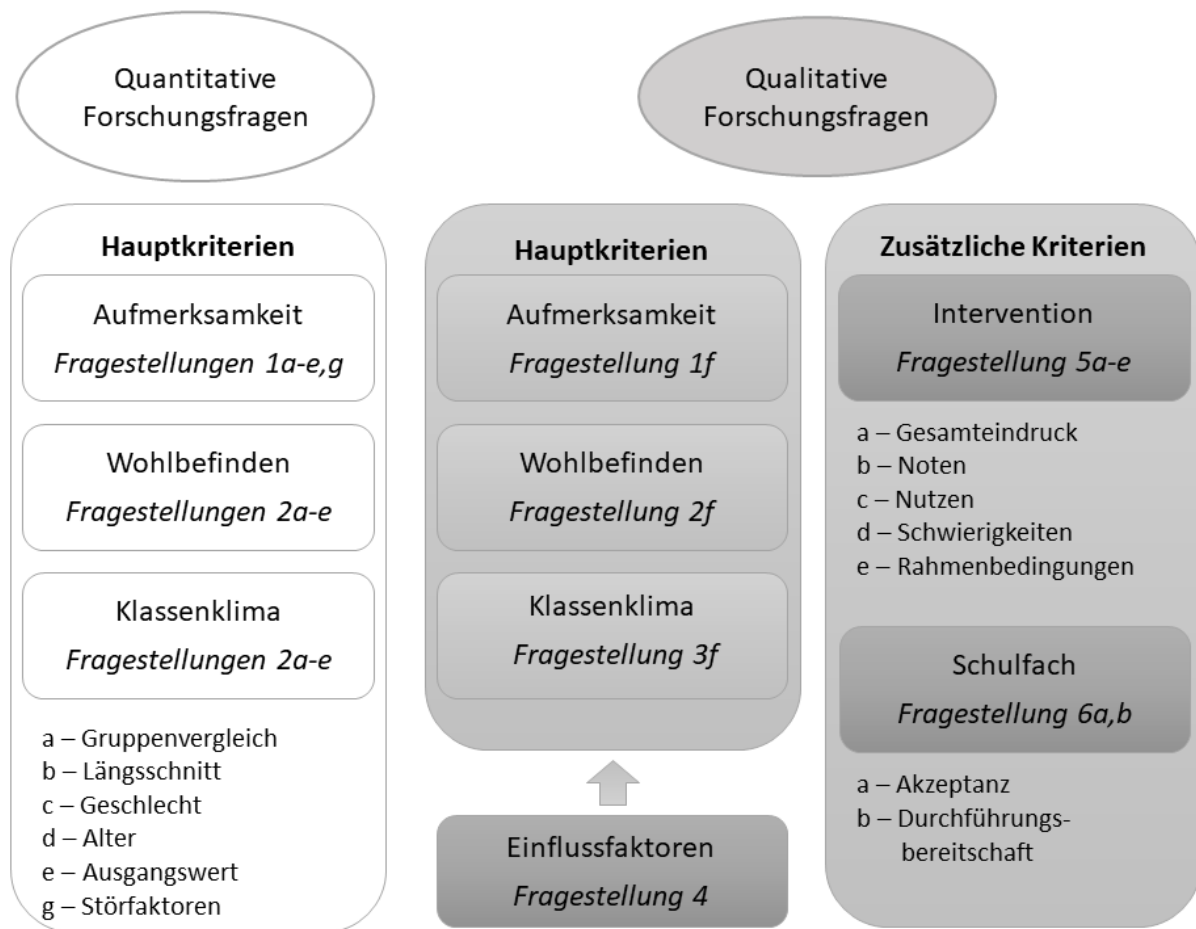 Quantitative
Forschungsfragen
Qualitative
Forschungsfragen
Hauptkriterien
Aufmerksamkeit
Fragestellungen 1a-e,g
Wohlbefinden
Fragestellungen 2a-e
Klassenklima
Fragestellungen 2a-e
a – Gruppenvergleich
b – Längsschnitt
c – Geschlecht
d – Alter
e – Ausgangswert
g – Störfaktoren
Hauptkriterien
Aufmerksamkeit
Fragestellung 1f
Wohlbefinden
Fragestellung 2f
Klassenklima
Fragestellung 3f
Einflussfaktoren
Fragestellung 4
Zusätzliche Kriterien
Intervention
Fragestellung 5a-e
a – Gesamteindruck
b – Noten
c – Nutzen
d – Schwierigkeiten
e – Rahmenbedingungen
Schulfach
Fragestellung 6a,b
a – Akzeptanz
b – Durchführungs-
bereitschaft